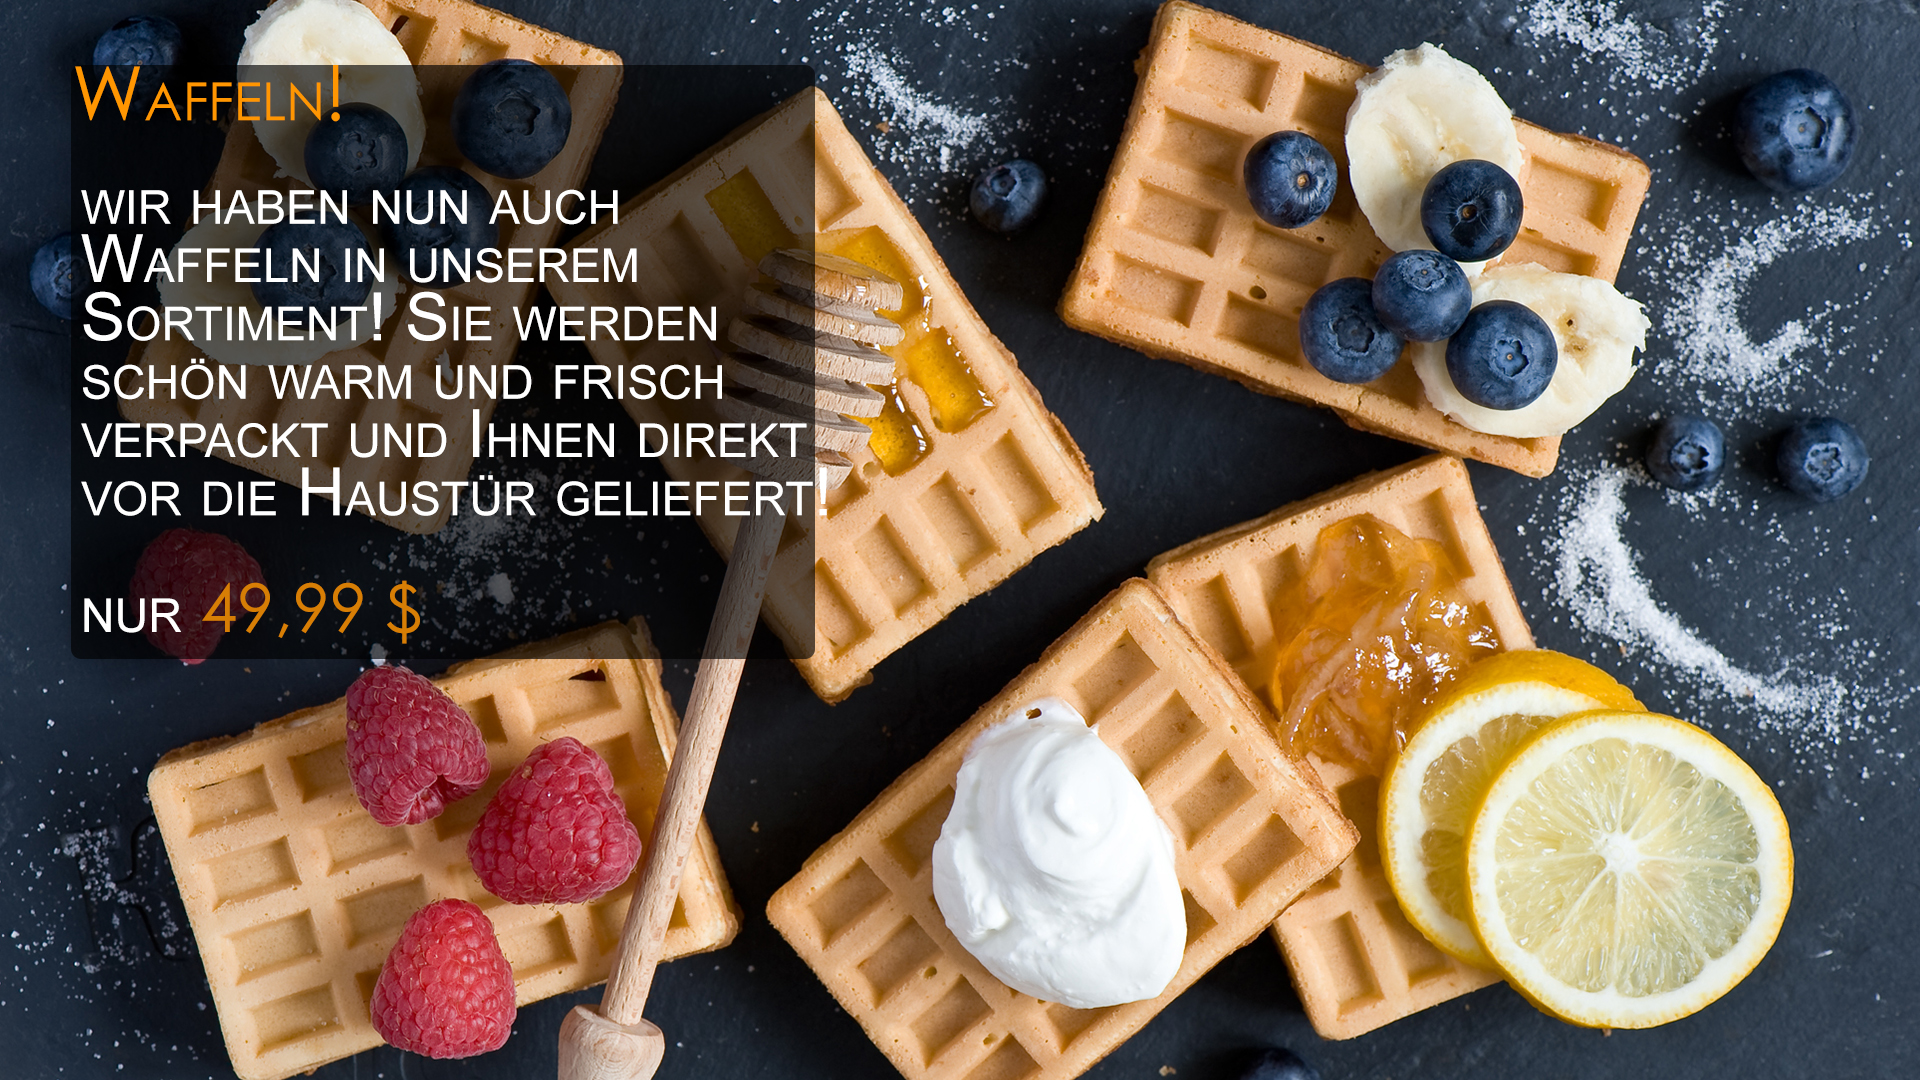 Waffeln!
wir haben nun auch
Waffeln in unserem
Sortiment! Sie werden
schön warm und frisch
verpackt und Ihnen direkt
vor die Haustür geliefert!
nur 49,99 $